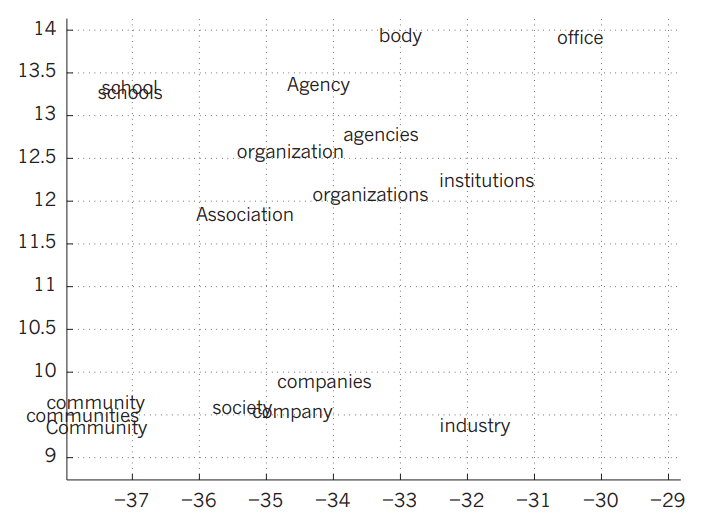 14
body
office
13.5
school
schools
Agency
13
agencies
organization
12.5
institutions
organizations
12
Association
11.5
11
10.5
10
companies
community
society
company
communities
Community
industry
9
−37 −36 −35 −34 −33 −32 −31 −30 −29